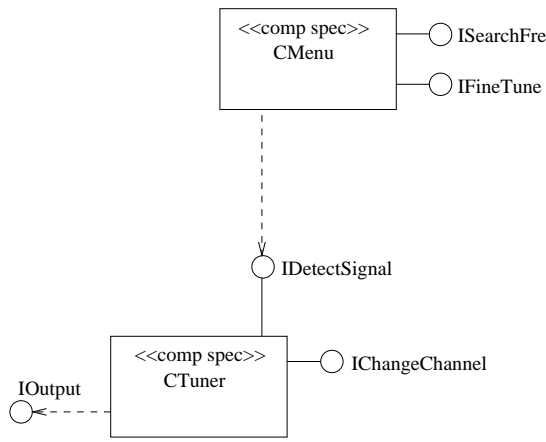 <<comp spec>>
CMenu
ISearchFre
IFineTune
IDetectSignal
<<comp spec>>
CTuner
IChangeChannel
IOutput